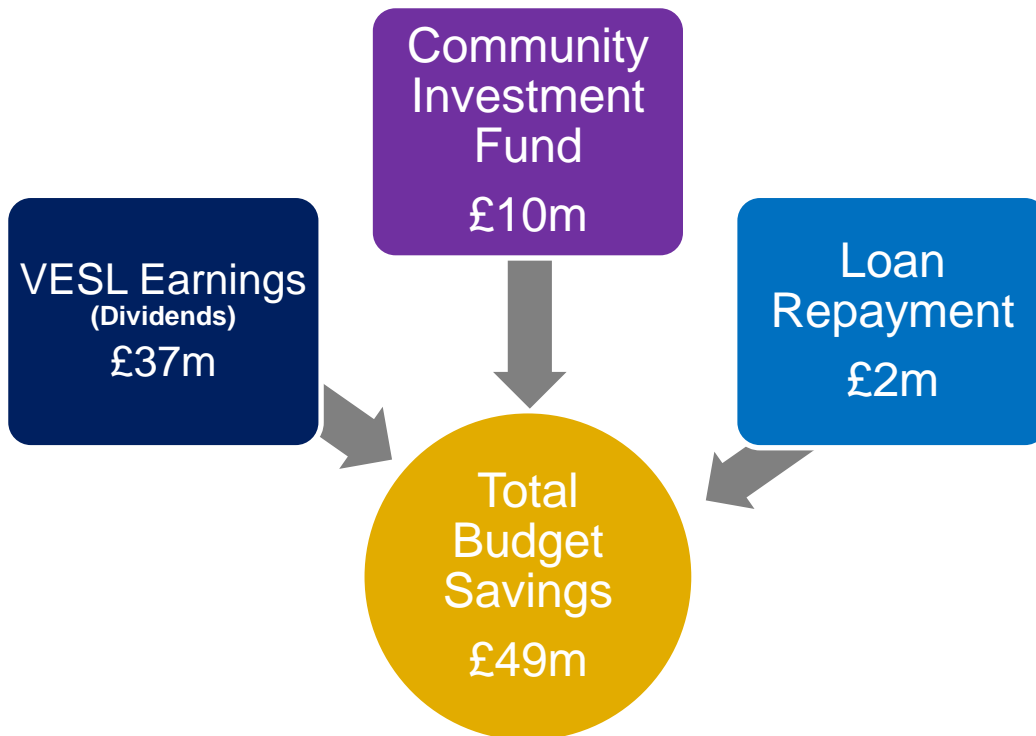 Community
Investment
Fund
£10m
VESL Earnings
(Dividends)
£37m
Loan
Repayment
£2m
Total
Budget
Savings
£49m